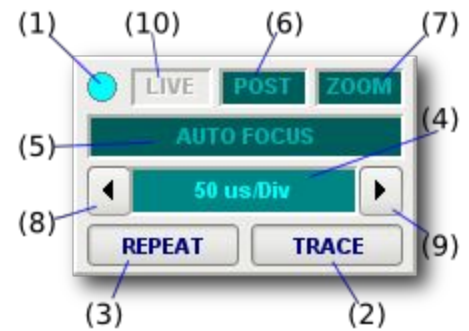 (1) (10) (6) (7)
LIVE POST ZOOM
(4)
AUTO FOCUS
(5)
50 us/Div
(8) (9)
REPEAT TRACE
(3) (2)